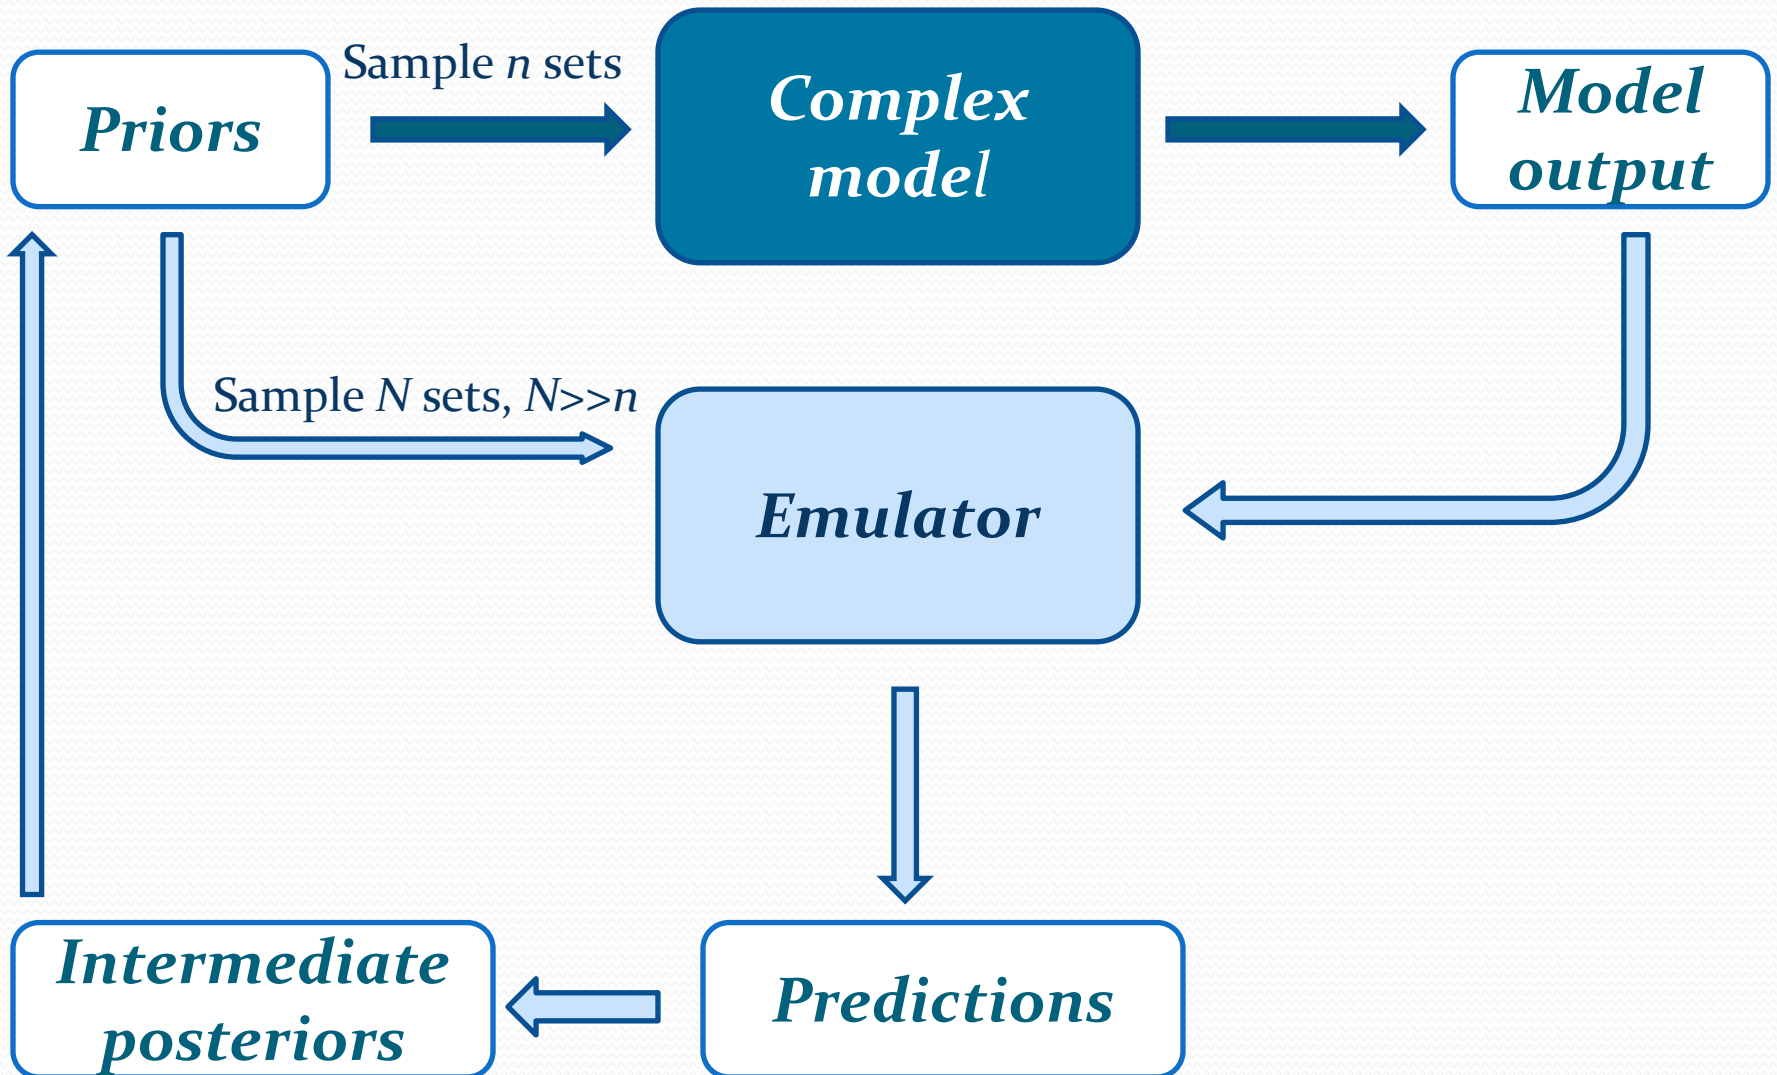 Priors
Sample n sets
Complex
model
Model
output
Sample N sets, N>>n
Emulator
Intermediate
posteriors
Predictions